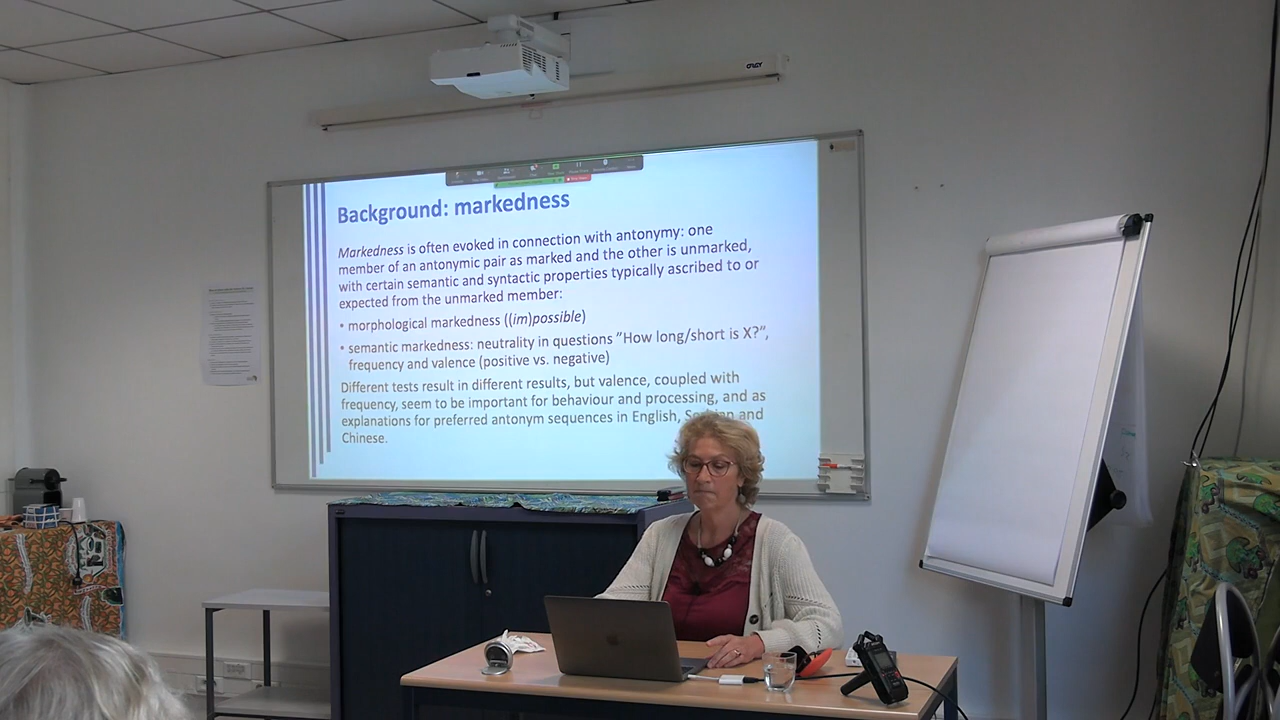 Background: markedness
Markedness is often evoked in connection with antonymy: one
member of an antonymic pair as marked and the other is unmarked,
with certain semantic and syntactic properties typically ascribed to or
expected from the unmarked member:
• morphological markedness ((im)possible)
• semantic markedness: neutrality in questions ”How long/short is X?”,
frequency and valence (positive vs. negative)
Different tests result in different results, but valence, coupled with
frequency, seem to be important for behaviour and processing, and as
explanations for preferred antonym sequences in English, and
Chinese.